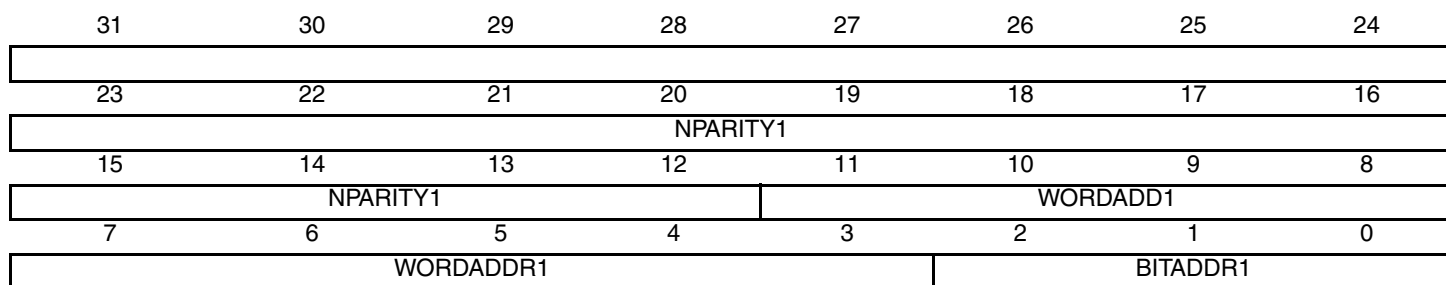 31 30 29 28 27 26 25 24
23 22 21 20 19 18 17 16
NPARITY1
15 14 13 12 11 10 9 8
NPARITY1 WORDADD1
7 6 5 4 3 2 1 0
WORDADDR1 BITADDR1